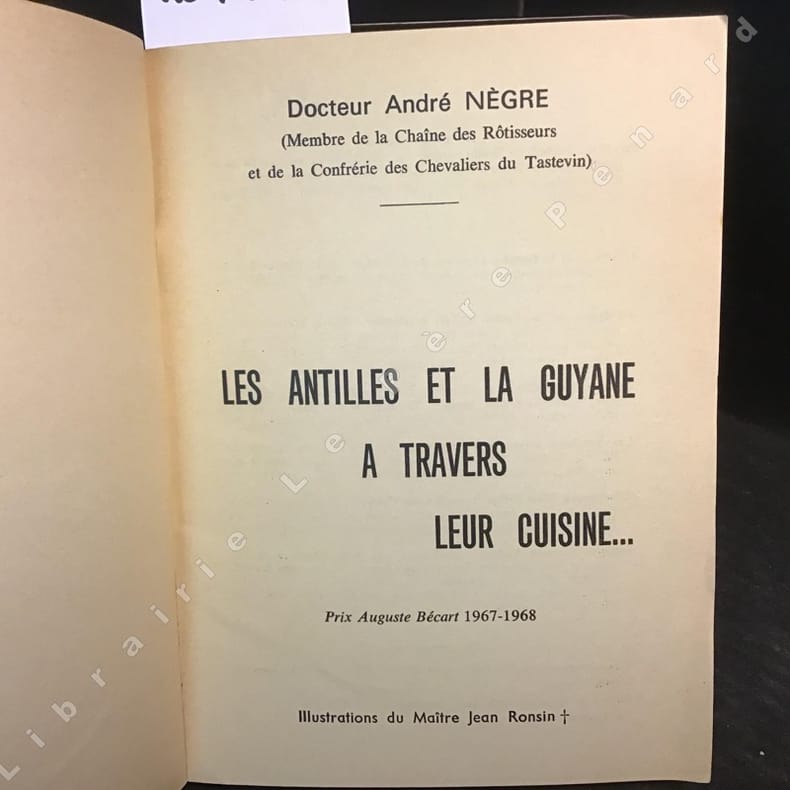 Docteur André NÈGRE
(Membre de la Chaîne des Rôtisseurs
et de la Confrérie des Chevaliers du Tastevin)
LES ANTILLES ET LA GUYANE
A TRAVERS
LEUR CUISINE...
Prix Auguste Bécart 1967-1968
Illustrations du Maître Jean Ronsin †
Librairie Le Père Pénard